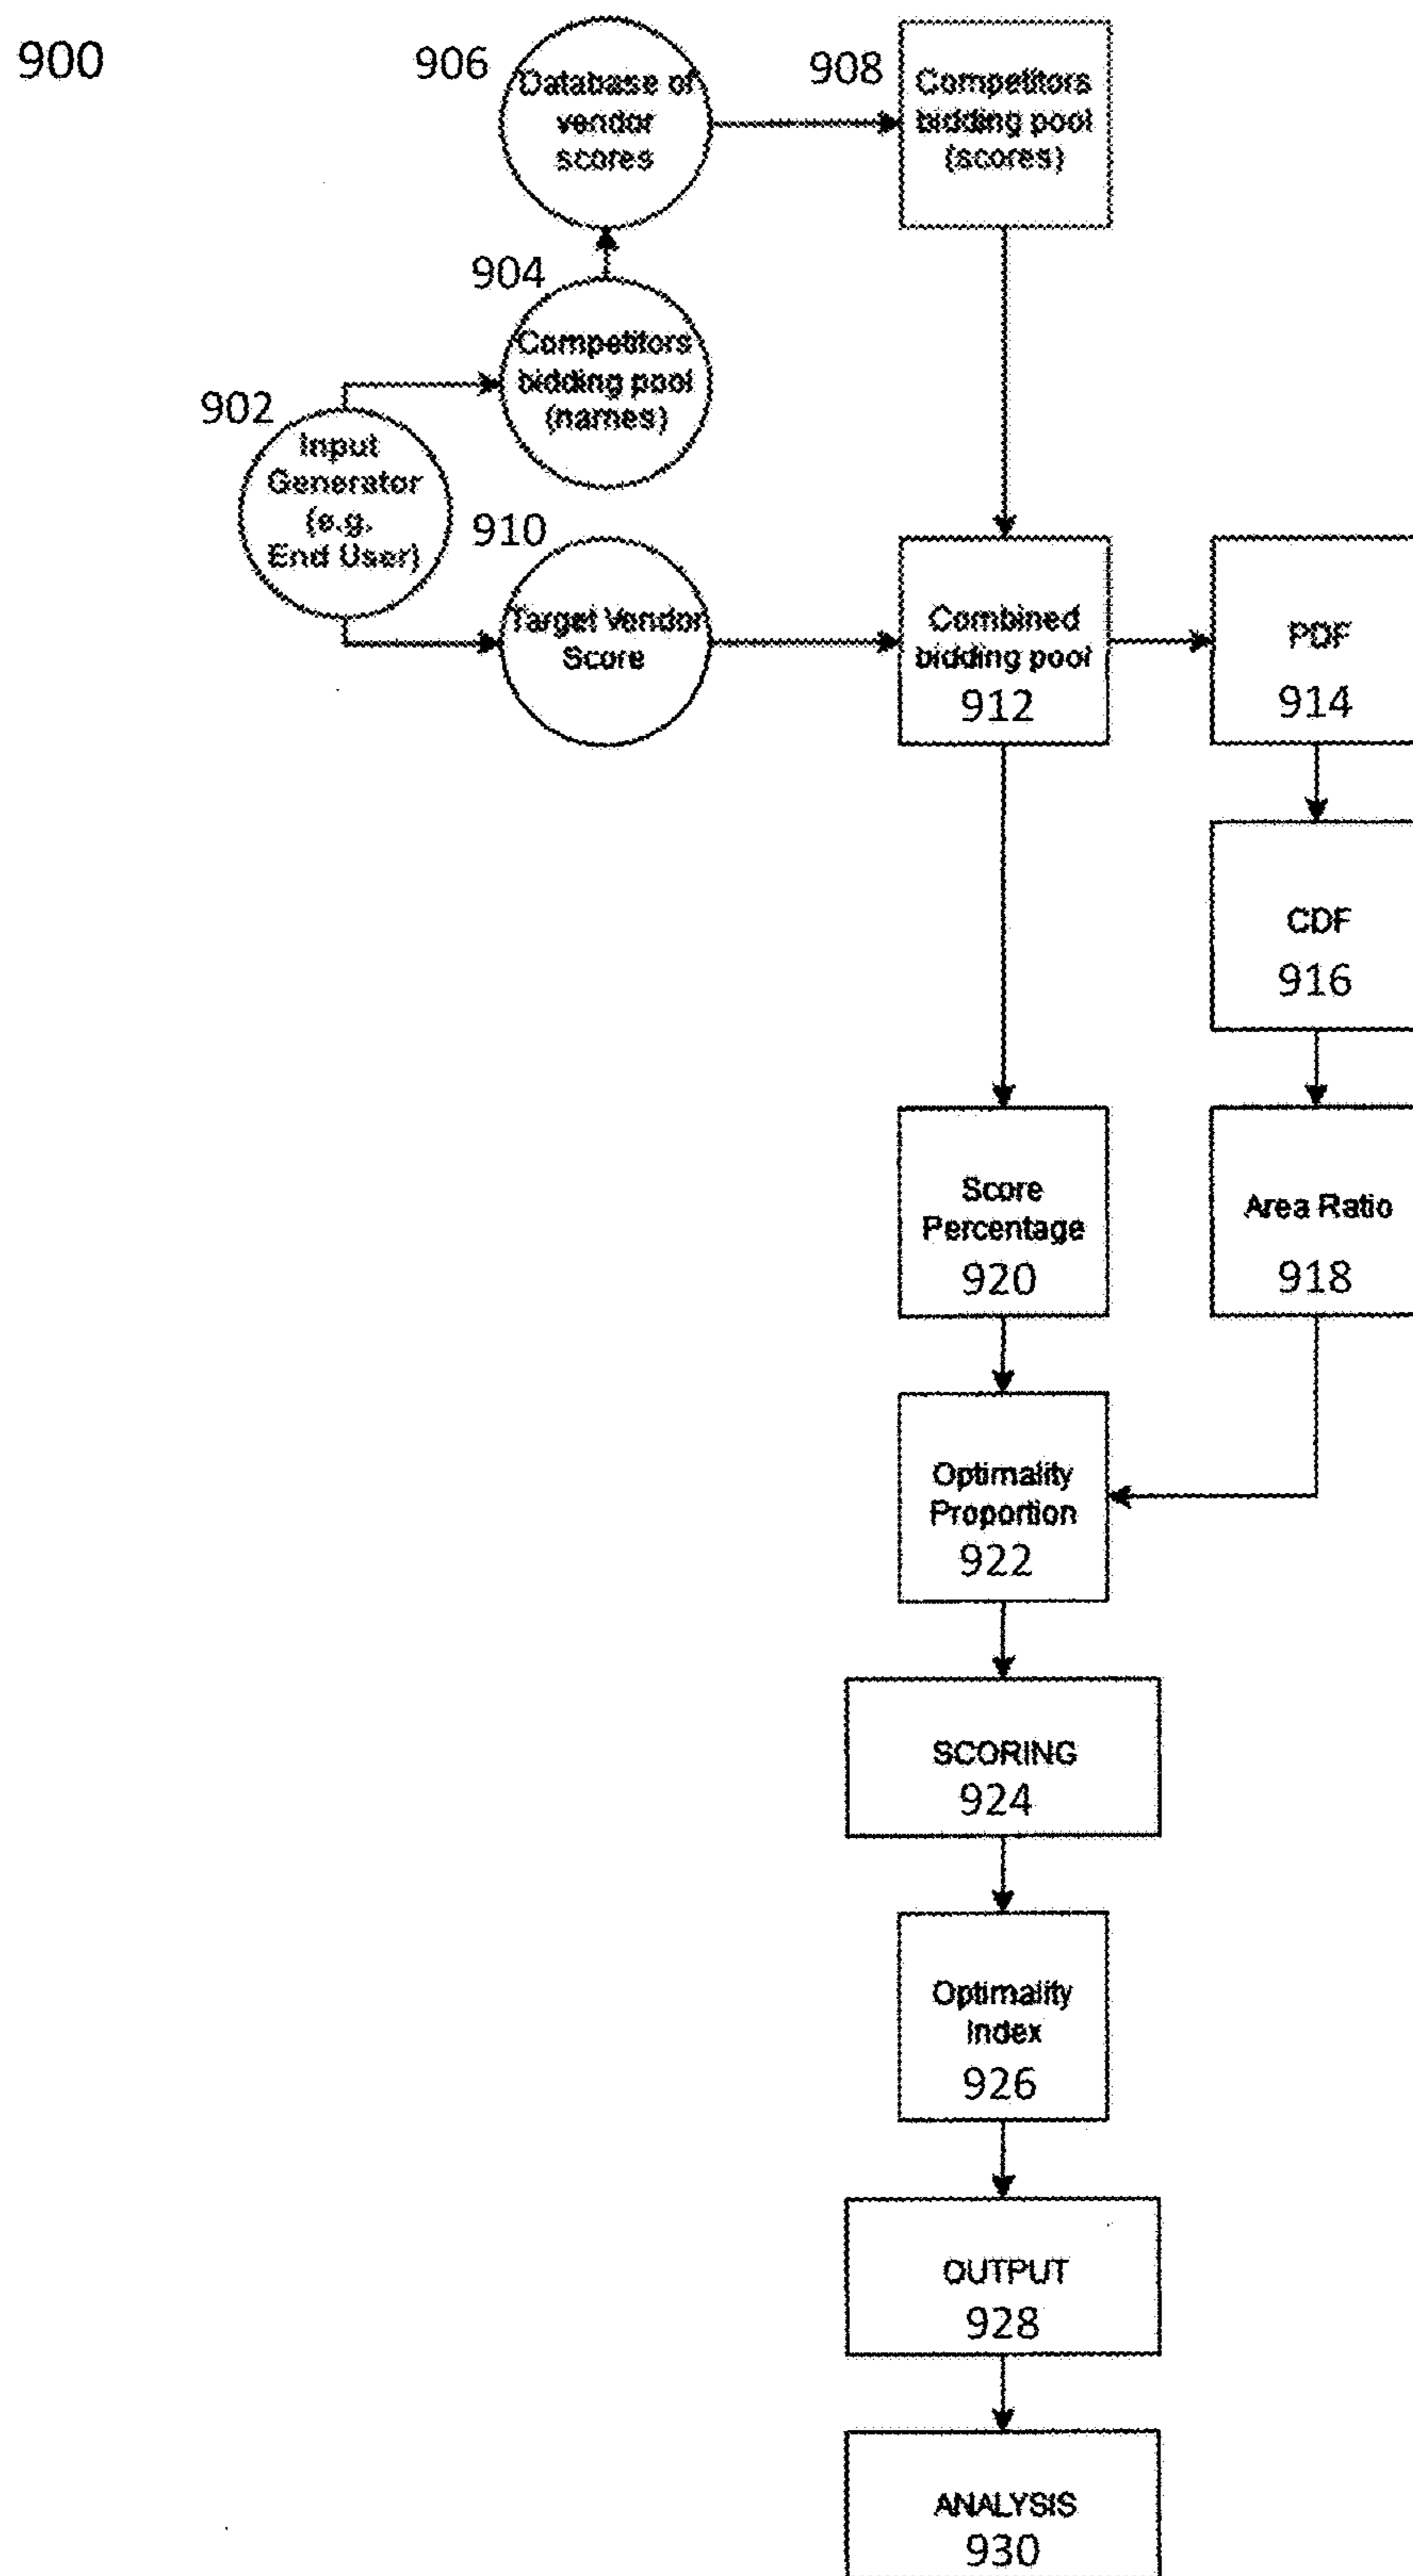 900
906
Database of
vendor
scores
908
Competitors
bidding pool
(scores)
904
Competitors
bidding pool
(names)
902
Input
Generator
(e.g.
End User)
910
Target Vendor
Score
Combined
bidding pool
912
PDF
914
CDF
916
Score
Percentage
920
Area Ratio
918
Optimality
Proportion
922
SCORING
924
Optimality
Index
926
OUTPUT
928
ANALYSIS
930